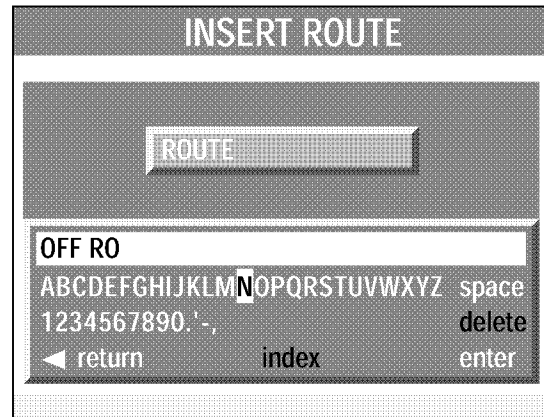 INSERT ROUTE
ROUTE
OFF RO
ABCDEFGHIJKLMNOPQRSTUVWXYZ space
1234567890.'-, delete
◄ return index enter